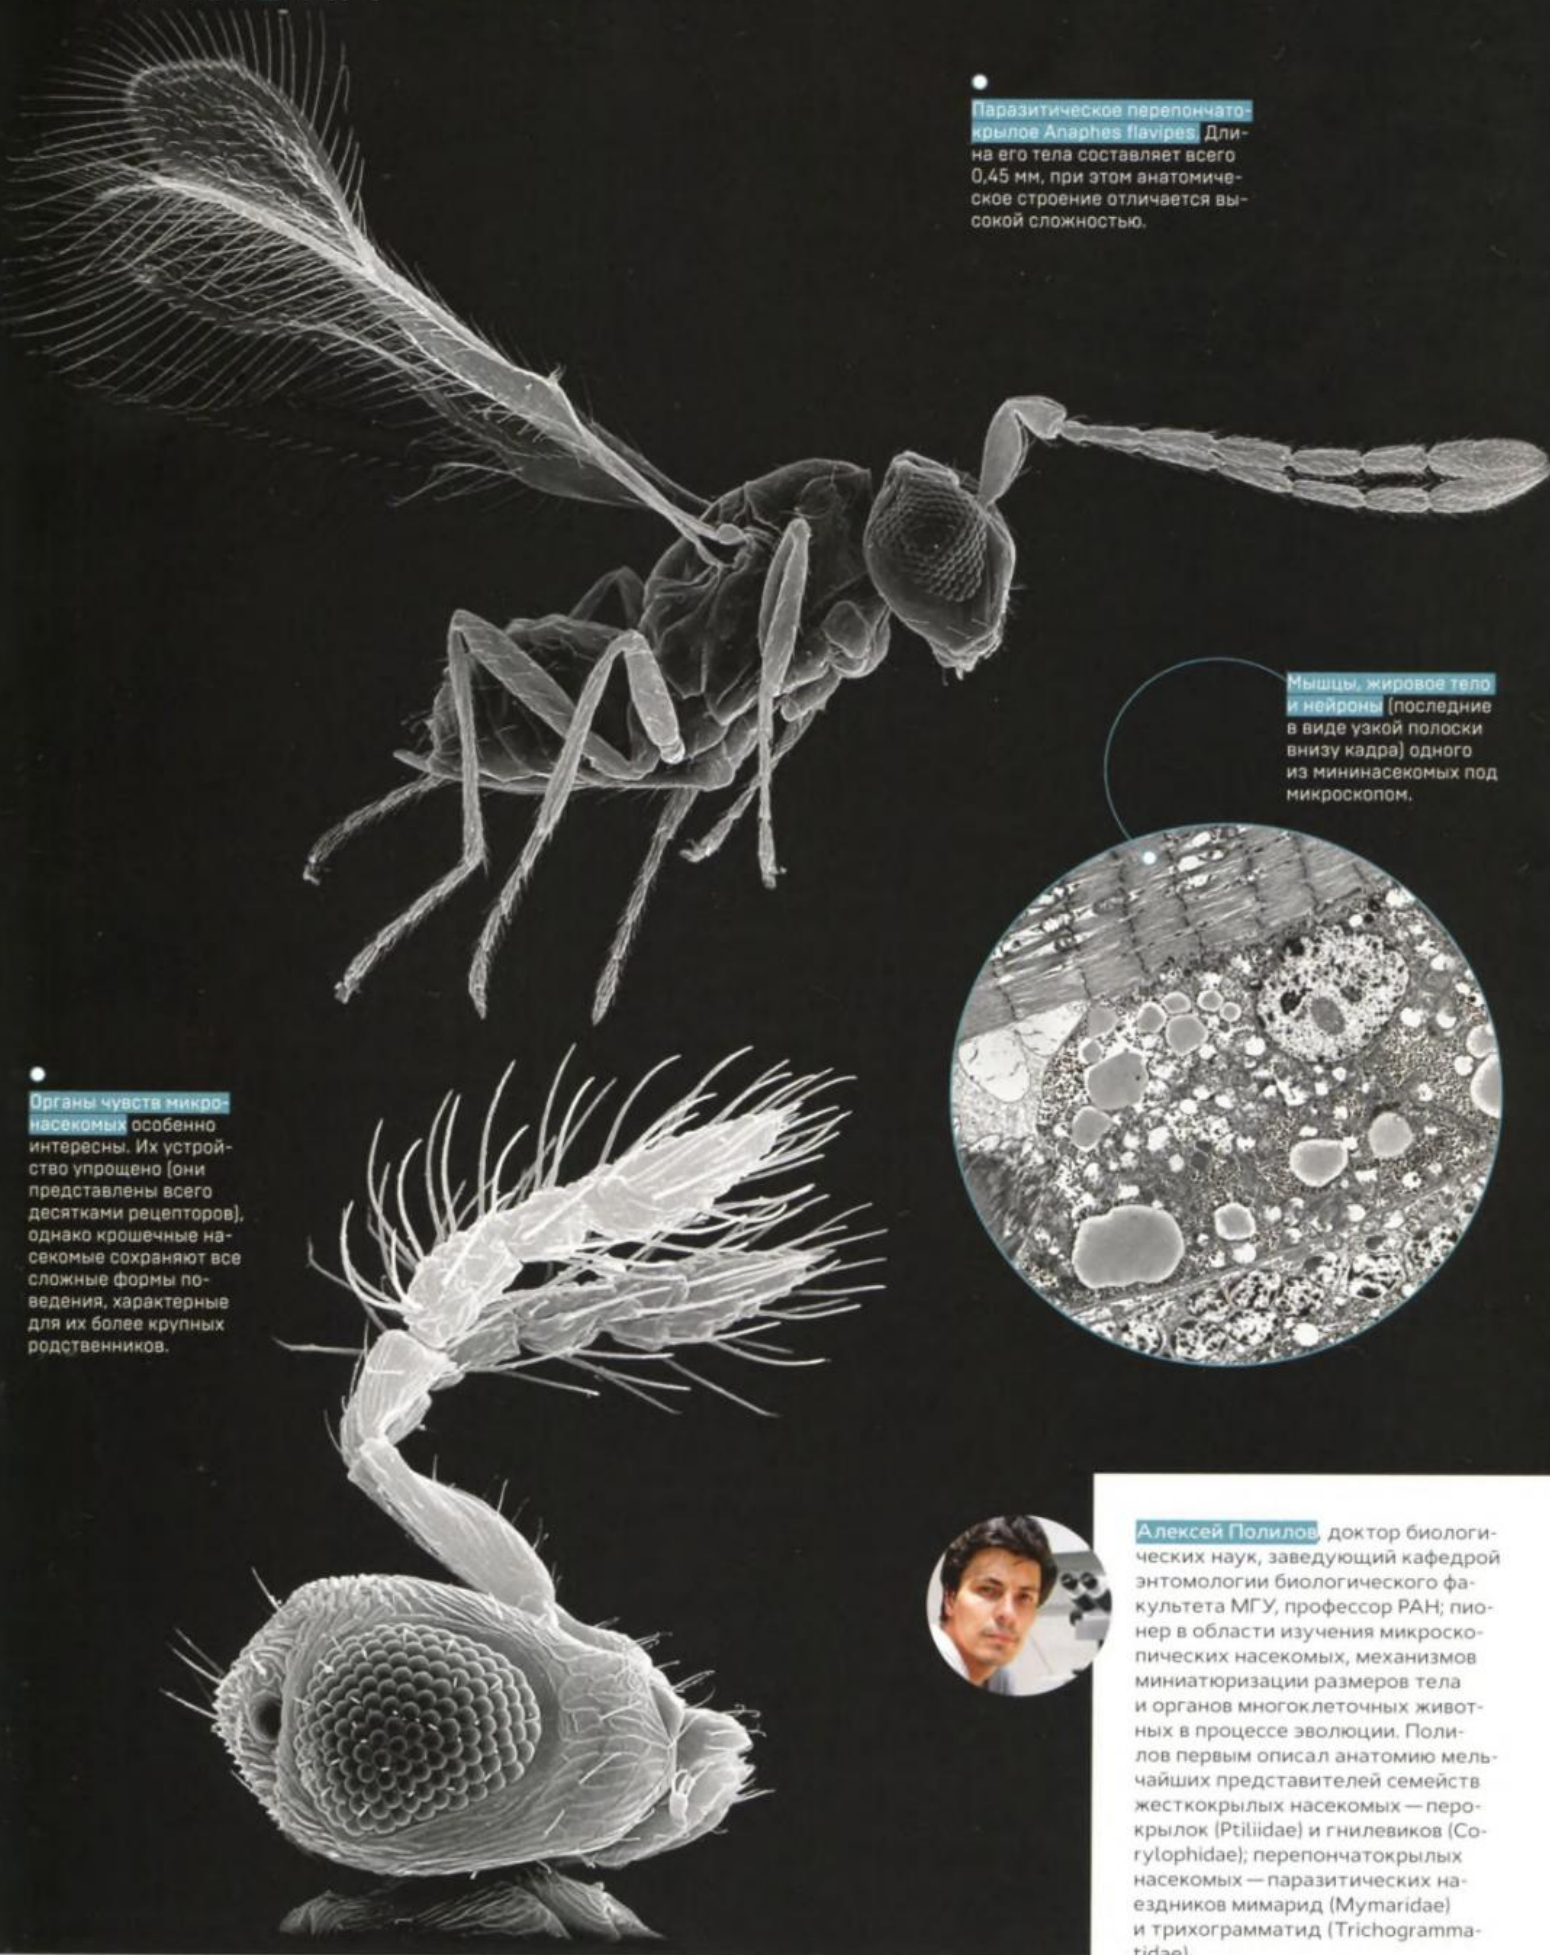 Паразитическое перепончато-
крылое Anaphes flavipes. Дли-
на его тела составляет всего
0,45 мм, при этом анатомиче-
ское строение отличается вы-
сокой сложностью.
Мышцы, жировое тело
и нейроны (последние
в виде узкой полоски
внизу кадра) одного
из мининасекомых под
микроскопом.
Органы чувств микро-
насекомых особенно
интересны. Их устрой-
ство упрощено (они
представлены всего
десятками рецепторов),
однако крошечные на-
секомые сохраняют все
сложные формы по-
ведения, характерные
для их более крупных
родственников.
Алексей Полилов, доктор биологи-
ческих наук, заведующий кафедрой
энтомологии биологического фа-
культета МГУ, профессор РАН; пио-
нер в области изучения микроско-
пических насекомых, механизмов
миниатюризации размеров тела
и органов многоклеточных живот-
ных в процессе эволюции. Поли-
лов первым описал анатомию мель-
чайших представителей семейств
жесткокрылых насекомых — перо-
крылок (Ptiliidae) и гнилевиков (Co-
rylophidae); перепончатокрылых
насекомых — паразитических на-
ездников мимарид (Mymaridae)
и трихограмматид (Trichogramma-
tidae)